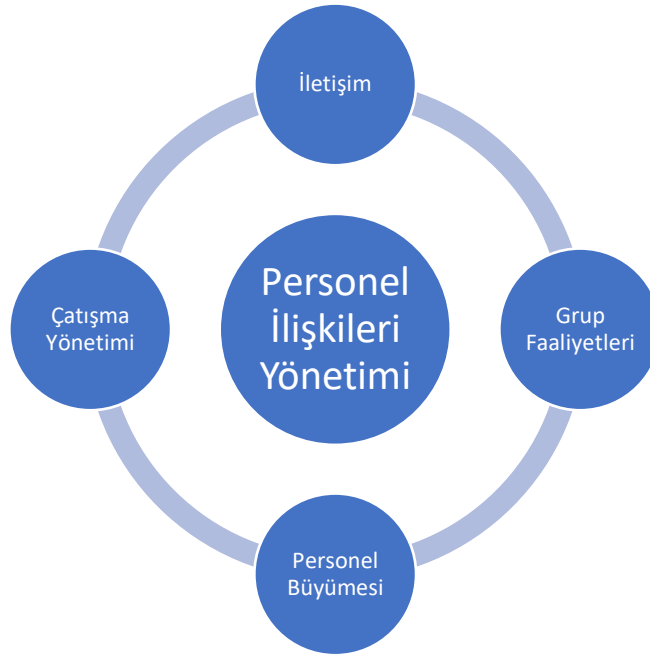 İletişim
Çatışma
Yönetimi
Personel
İlişkileri
Yönetimi
Grup
Faaliyetleri
Personel
Büyümesi